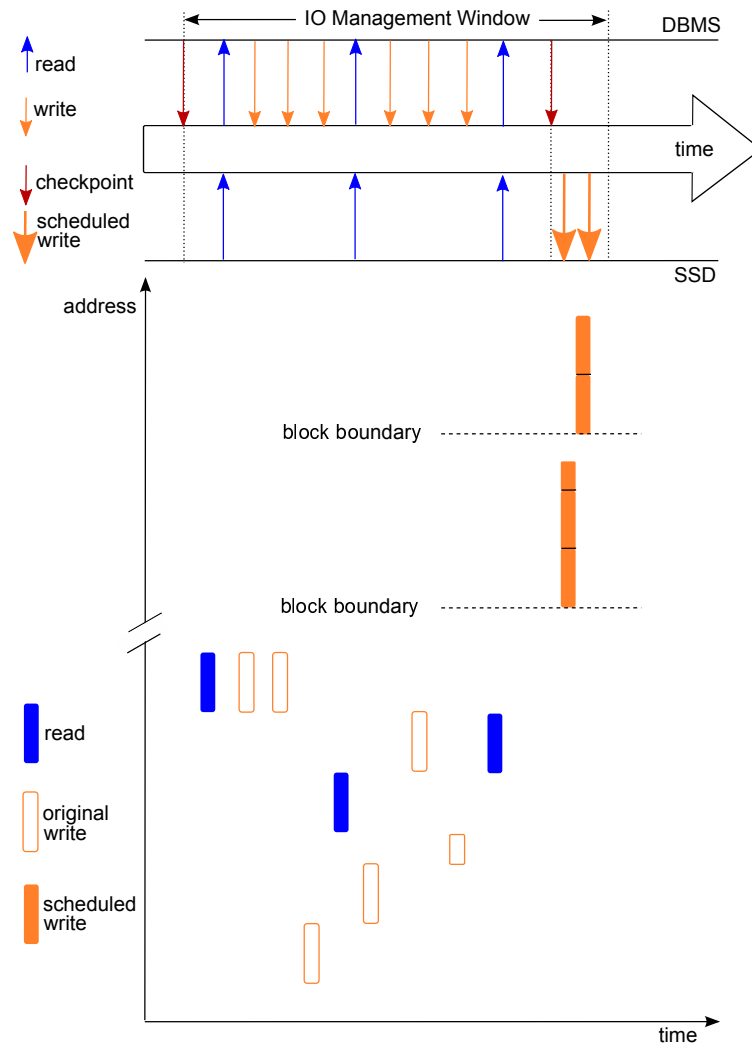 IO Management Window
DBMS
read
write
time
checkpoint
scheduled
write
SSD
address
block boundary
block boundary
read
original
write
scheduled
write
time